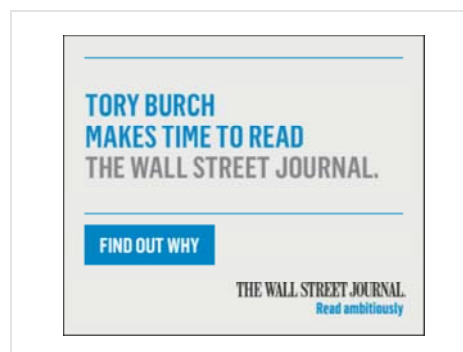 TORY BURCH
MAKES TIME TO READ
THE WALL STREET JOURNAL.
FIND OUT WHY
THE WALL STREET JOURNAL.
Read ambitiously